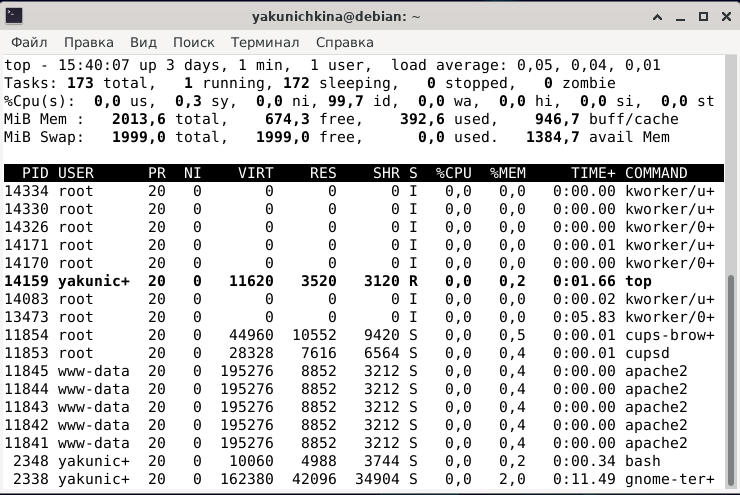 yakunichkina@debian: ~
Файл Правка Вид Поиск Терминал Справка
top - 15:40:07 up 3 days, 1 min,  1 user,  load average: 0,05, 0,04, 0,01
Tasks: 173 total,   1 running, 172 sleeping,   0 stopped,   0 zombie
%Cpu(s):  0,0 us,  0,3 sy,  0,0 ni, 99,7 id,  0,0 wa,  0,0 hi,  0,0 si,  0,0 st
MiB Mem :   2013,6 total,    674,3 free,    392,6 used,    946,7 buff/cache
MiB Swap:   1999,0 total,   1999,0 free,      0,0 used.   1384,7 avail Mem
PID USER PR NI VIRT RES SHR S %CPU %MEM TIME+ COMMAND
14334 root 20 0 0 0 0 I 0,0 0,0 0:00.00 kworker/u+
14330 root 20 0 0 0 0 I 0,0 0,0 0:00.00 kworker/u+
14326 root 20 0 0 0 0 I 0,0 0,0 0:00.00 kworker/0+
14171 root 20 0 0 0 0 I 0,0 0,0 0:00.01 kworker/u+
14170 root 20 0 0 0 0 I 0,0 0,0 0:00.00 kworker/0+
14159 yakunic+ 20 0 11620 3520 3120 R 0,0 0,2 0:01.66 top
14083 root 20 0 0 0 0 I 0,0 0,0 0:00.02 kworker/u+
13473 root 20 0 0 0 0 I 0,0 0,0 0:05.83 kworker/0+
11854 root 20 0 44960 10552 9420 S 0,0 0,5 0:00.01 cups-brow+
11853 root 20 0 28328 7616 6564 S 0,0 0,4 0:00.01 cupsd
11845 www-data 20 0 195276 8852 3212 S 0,0 0,4 0:00.00 apache2
11844 www-data 20 0 195276 8852 3212 S 0,0 0,4 0:00.00 apache2
11843 www-data 20 0 195276 8852 3212 S 0,0 0,4 0:00.00 apache2
11842 www-data 20 0 195276 8852 3212 S 0,0 0,4 0:00.00 apache2
11841 www-data 20 0 195276 8852 3212 S 0,0 0,4 0:00.00 apache2
2348 yakunic+ 20 0 10060 4988 3744 S 0,0 0,2 0:00.34 bash
2338 yakunic+ 20 0 162380 42096 34904 S 0,0 2,0 0:11.49 gnome-ter+